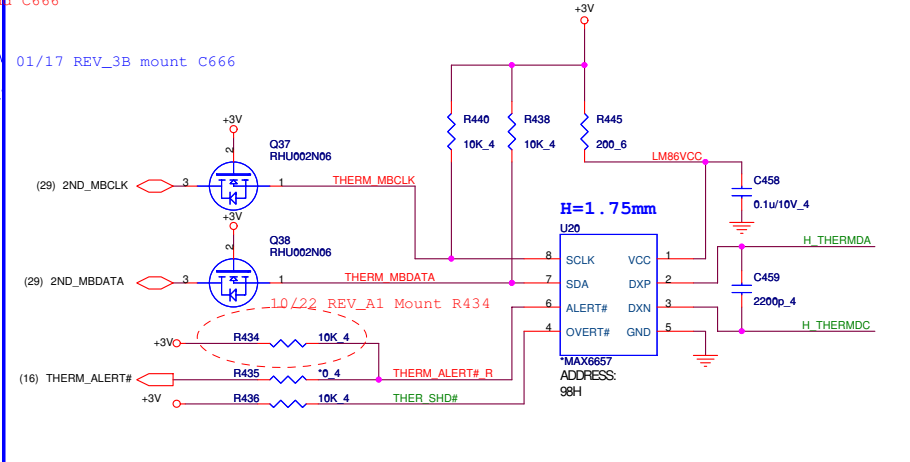 C666
+3V
01/17 REV_3B mount C666
+3V
Q37
RHU002N06
2
R440
10K_4
R438
10K_4
R445
200_6
LM86VCC
(29) 2ND_MBCLK
3
1
THERM_MBCLK
C458
0.1u/10V_4
+3V
H=1.75mm
U20
Q38
RHU002N06
2
H_THERMDA
(29) 2ND_MBDATA
3
1
THERM_MBDATA
8
SCLK
VCC
1
7
SDA
DXP
2
C459
2200p_4
10/22 REV_A1 Mount R434
6
ALERT#
DXN
3
4
OVERT#
GND
5
H_THERMDC
+3V
R434
10K_4
*MAX6657
ADDRESS:
98H
(16) THERM_ALERT#
R435
*0_4
THERM_ALERT#_R
+3V
R436
10K_4
THER_SHD#